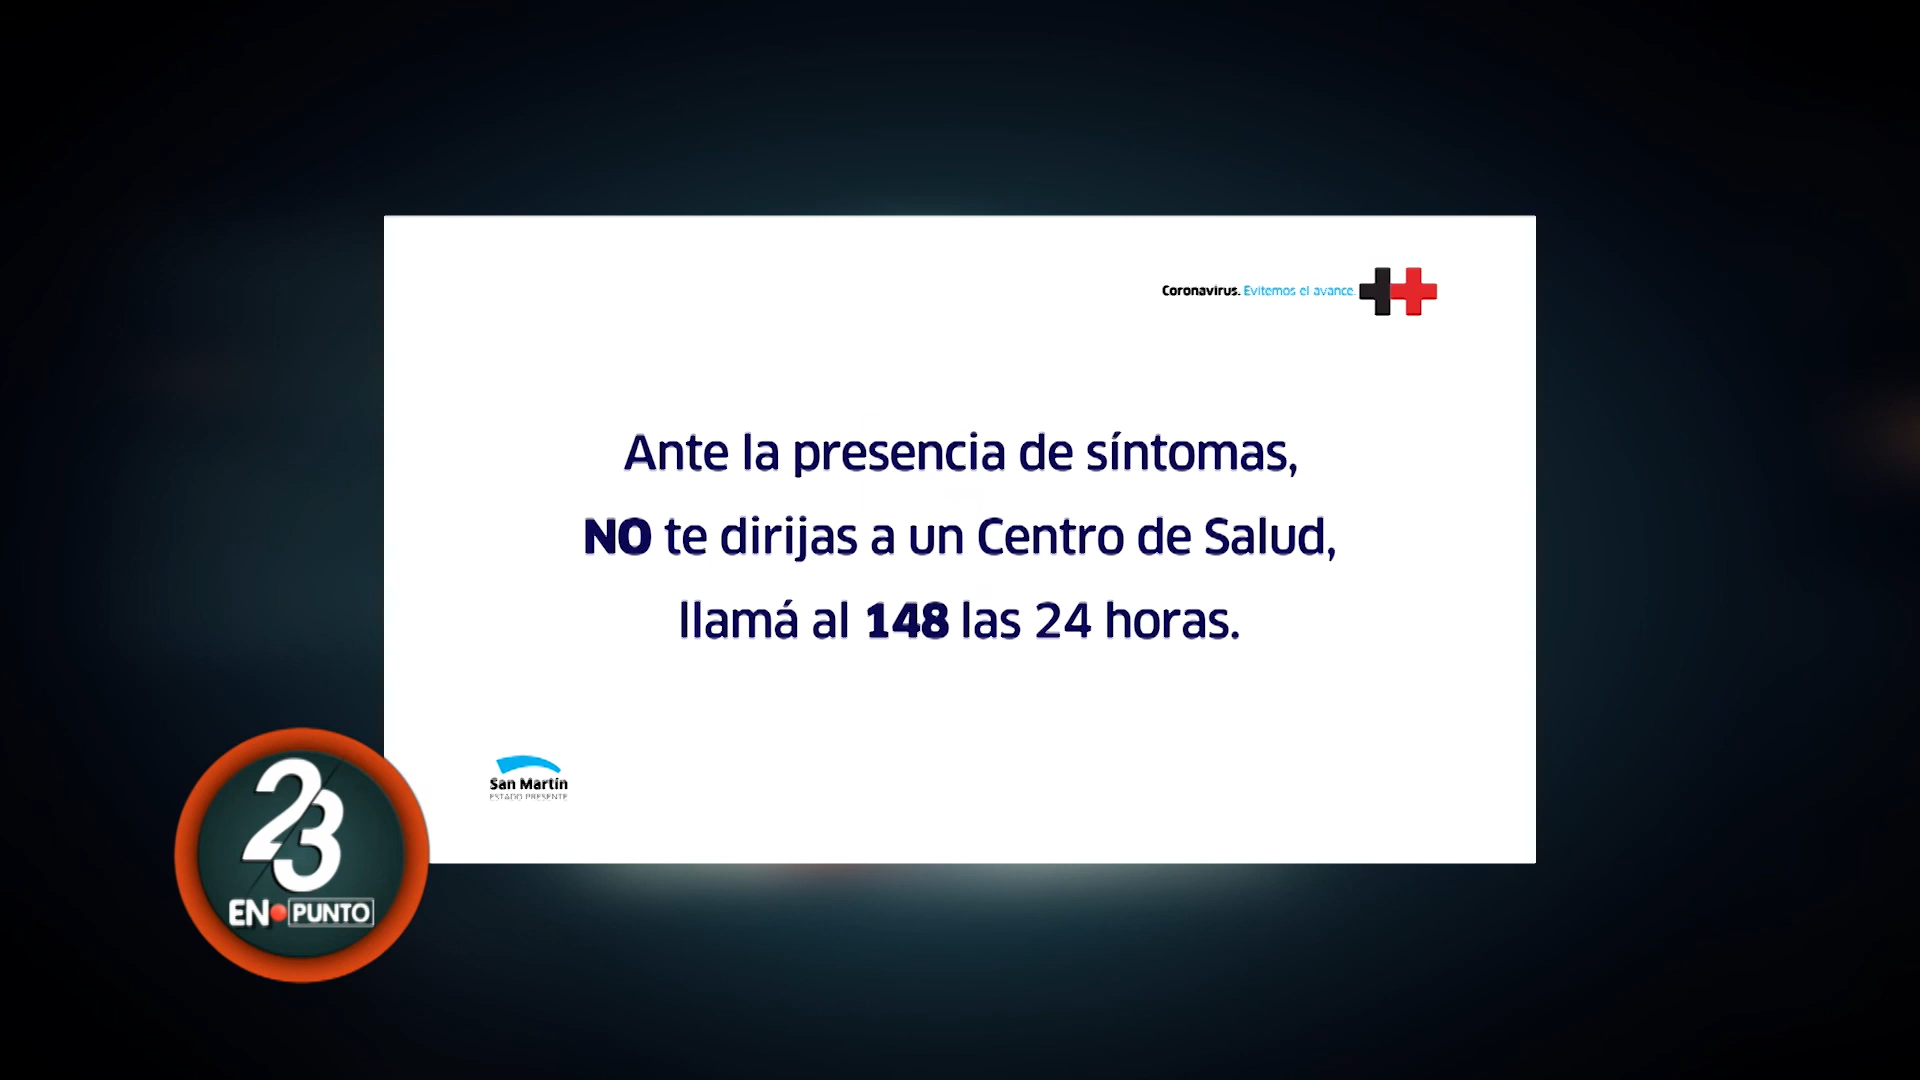 Coronavirus. Evitemos el avance.
Ante la presencia de síntomas,
NO te dirijas a un Centro de Salud,
llamá al 148 las 24 horas.
San Martín
ESTADO PRESENTE
23
EN PUNTO